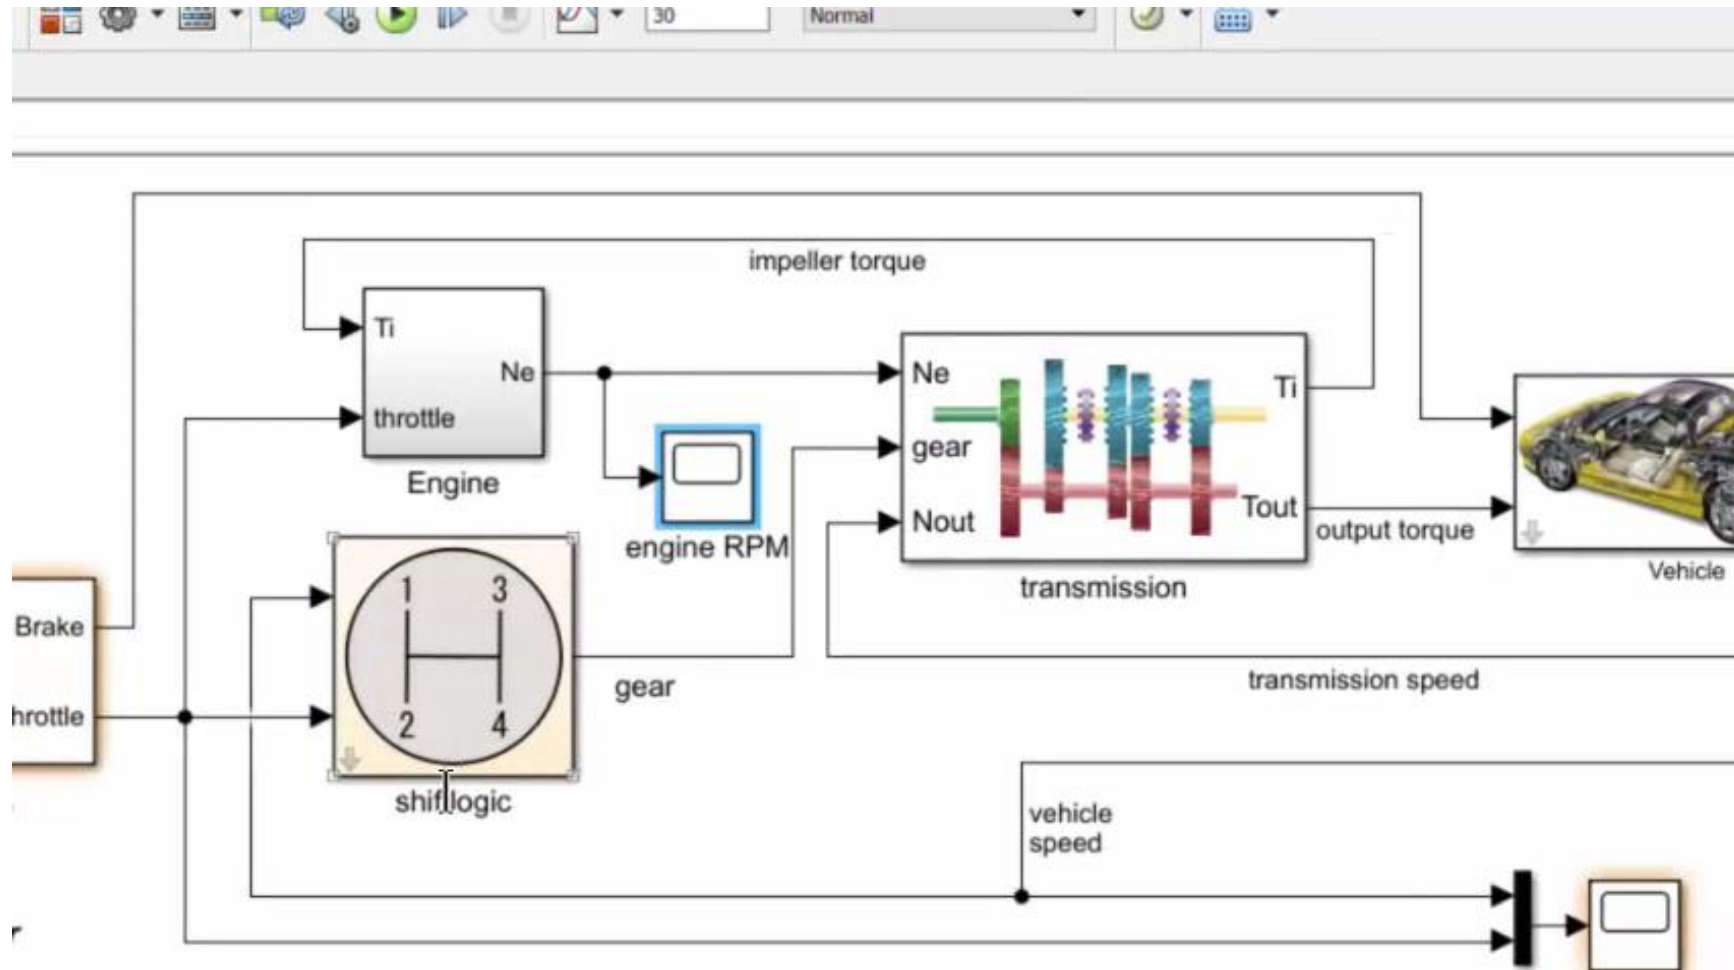 30
Normal
impeller torque
Ti
Ne
throttle
Engine
engine RPM
Ne
gear
Nout
Ti
Tout
transmission
output torque
Vehicle
Brake
hrottle
1
3
2
4
gear
transmission speed
vehicle
speed